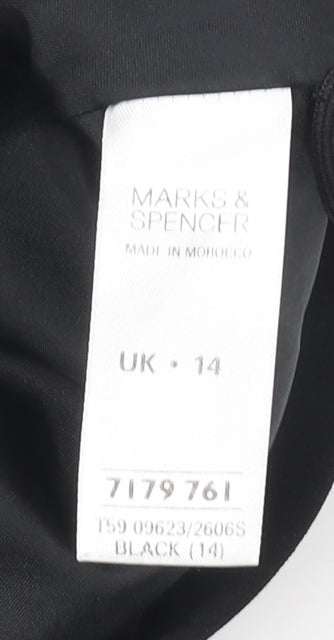 MARKS &
SPENCER
MADE IN MOROCCO
UK • 14
7179 761
T59 09623/2606S
BLACK (14)